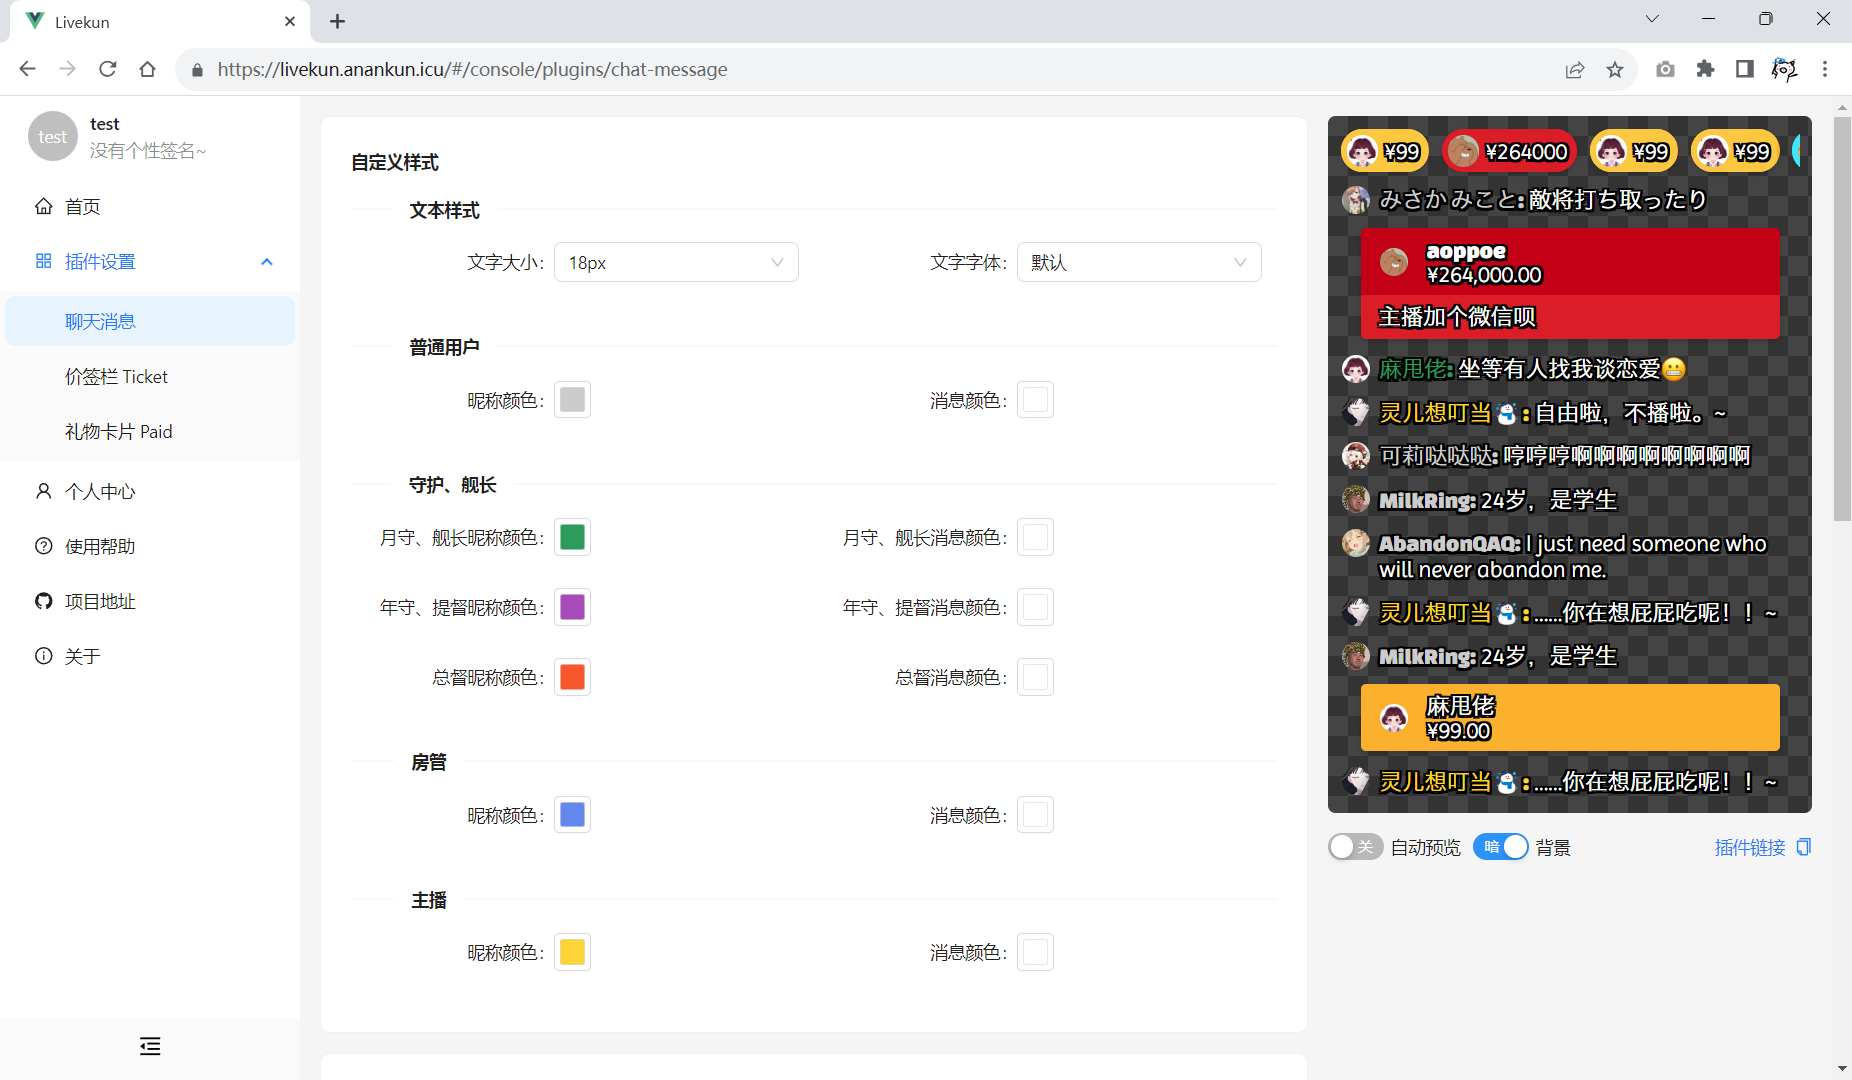 Livekun
https://livekun.anankun.icu/#/console/plugins/chat-message
test
test
没有个性签名~
首页
插件设置
聊天消息
价签栏 Ticket
礼物卡片 Paid
个人中心
使用帮助
项目地址
关于
自定义样式
文本样式
文字大小: 18px
文字字体: 默认
普通用户
昵称颜色:
消息颜色:
守护、舰长
月守、舰长昵称颜色:
月守、舰长消息颜色:
年守、提督昵称颜色:
年守、提督消息颜色:
总督昵称颜色:
总督消息颜色:
房管
昵称颜色:
消息颜色:
主播
昵称颜色:
消息颜色:
¥99
¥264000
¥99
¥99
みさかみこと: 敵将打ち取ったり
aoppoe
¥264,000.00
主播加个微信呗
麻甩佬: 坐等有人找我谈恋爱😬
灵儿想叮当⛄: 自由啦，不播啦。~
可莉哒哒哒: 哼哼哼啊啊啊啊啊啊啊啊
MilkRing: 24岁，是学生
AbandonQAQ: I just need someone who
will never abandon me.
灵儿想叮当⛄: ......你在想屁屁吃呢！！~
MilkRing: 24岁，是学生
麻甩佬
¥99.00
灵儿想叮当⛄: ......你在想屁屁吃呢！！~
关 自动预览 暗 背景
插件链接